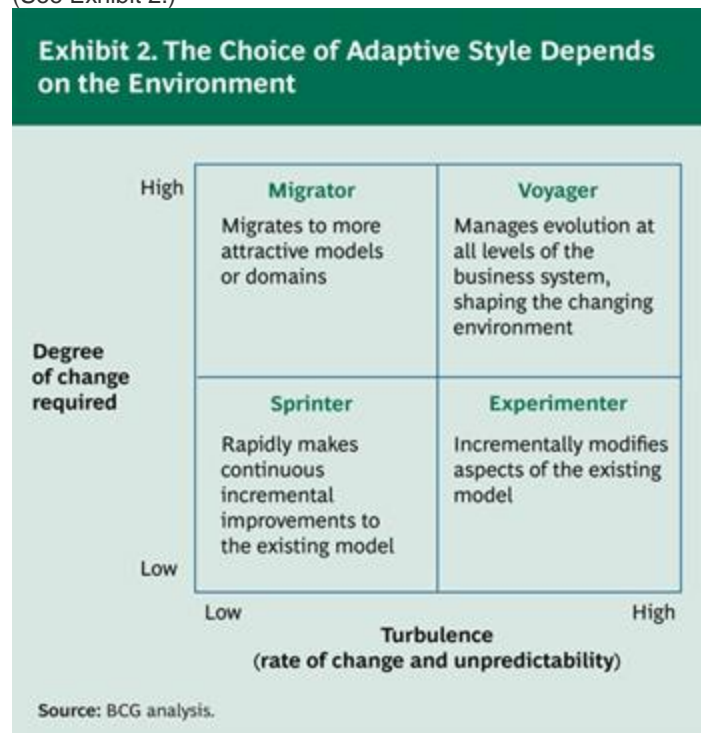 (See Exhibit 2.)
Exhibit 2. The Choice of Adaptive Style Depends
on the Environment
High
Migrator
Migrates to more
attractive models
or domains
Voyager
Manages evolution at
all levels of the
business system,
shaping the changing
environment
Degree
of change
required
Sprinter
Rapidly makes
continuous
incremental
improvements to
the existing model
Experimenter
Incrementally modifies
aspects of the existing
model
Low
Low
High
Turbulence
(rate of change and unpredictability)
Source: BCG analysis.